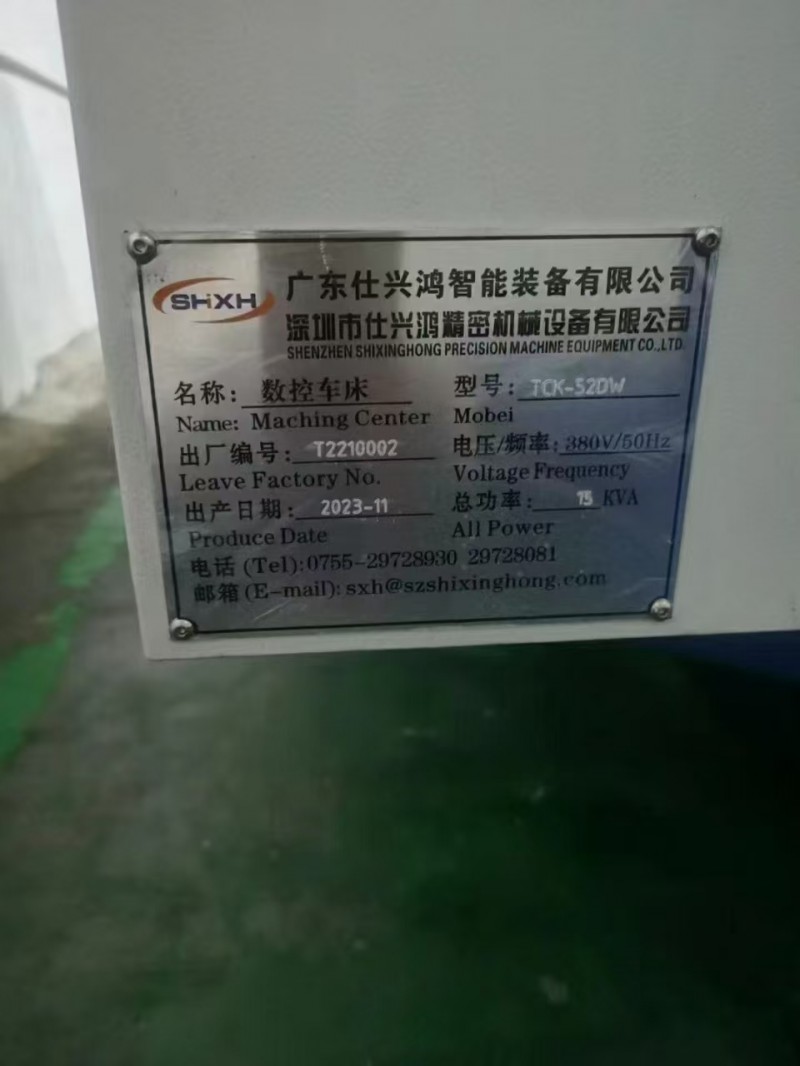 SHXH
广东仕兴鸿智能装备有限公司
深圳市仕兴鸿精密机械设备有限公司
SHENZHEN SHIXINGHONG PRECISION MACHINE EQUIPMENT CO.,LTD.
名称: 数控车床 型号: TCK-52DW
Name: Maching Center Mobei
出厂编号: T2210002 电压/频率: 380V/50Hz
Leave Factory No. Voltage Frequency
出产日期: 2023-11 总功率: 15 KVA
Produce Date All Power
电话 (Tel):0755-29728930 29728081
邮箱 (E-mail): sxh@szshixinghong.com